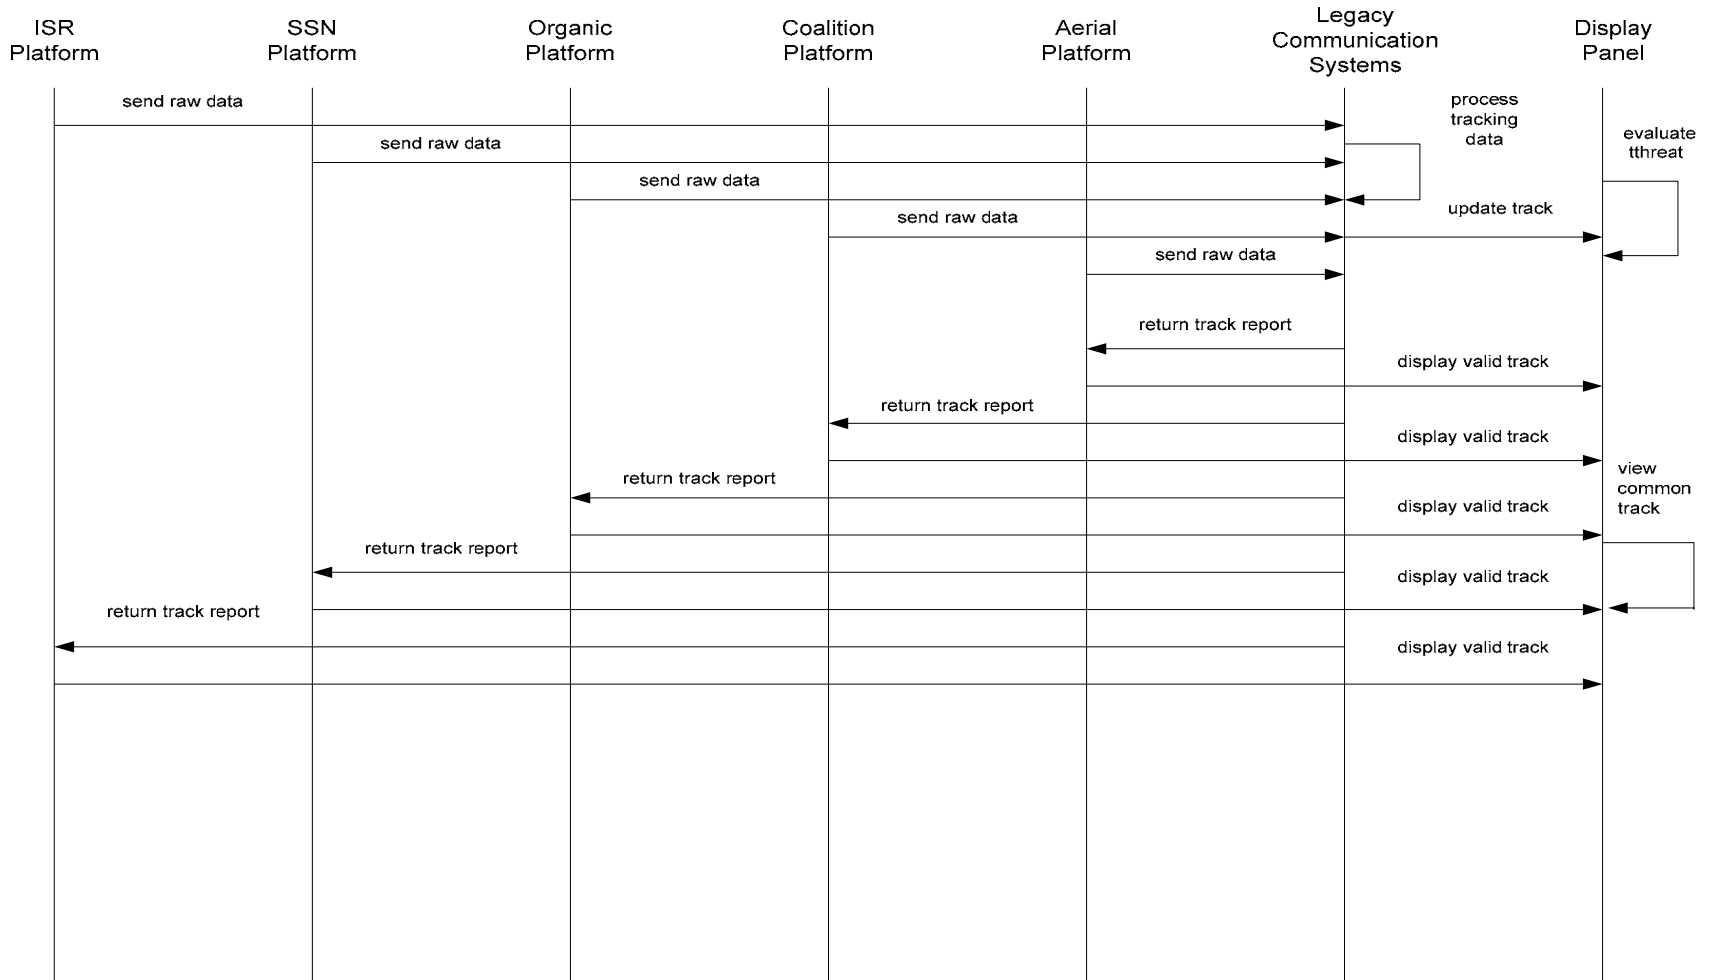 ISR
Platform
SSN
Platform
Organic
Platform
Coalition
Platform
Aerial
Platform
Legacy
Communication
Systems
Display
Panel
send raw data
process
tracking
data
evaluate
tthreat
send raw data
send raw data
send raw data
update track
send raw data
return track report
display valid track
return track report
display valid track
view
common
track
return track report
display valid track
return track report
display valid track
return track report
display valid track